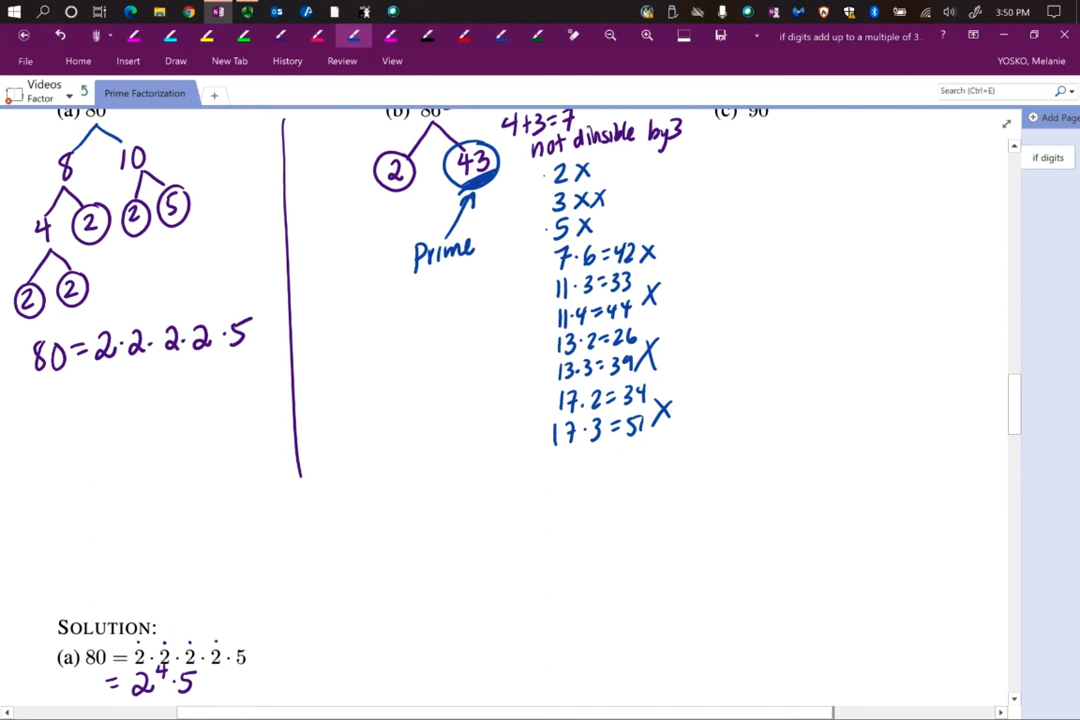 3:50 PM
if digits add up to a multiple of 3.
?
YOSKO, Melanie
File
Home
Insert
Draw
New Tab
History
Review
View
Videos
Factor
Prime Factorization
+
Search (Ctrl+E)
Add Page
if digits
(a) 80
(b) 86
(c) 90
8
10
4
2
2
5
2
2
80=2·2·2·2·5
2
43
Prime
4+3=7
not divisible by 3
2 X
3 XX
5 X
7·6=42 X
11·3=33
X
11·4=44
13·2=26
X
13·3=39
17·2=34
X
17·3=51
SOLUTION:
(a) 80 = 2 · 2 · 2 · 2 · 5
= 2⁴·5